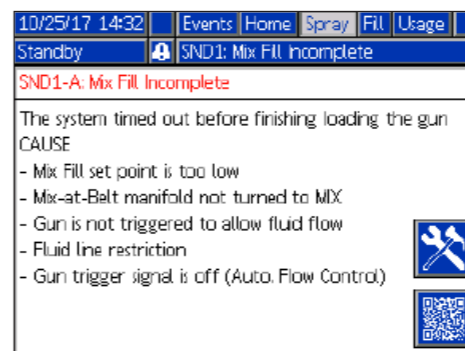 10/25/17 14:32 Events Home Spray Fill Usage
Standby SND1: Mix Fill Incomplete
SND1-A: Mix Fill Incomplete
The system timed out before finishing loading the gun
CAUSE
- Mix Fill set point is too low
- Mix-at-Belt manifold not turned to MIX
- Gun is not triggered to allow fluid flow
- Fluid line restriction
- Gun trigger signal is off (Auto. Flow Control)